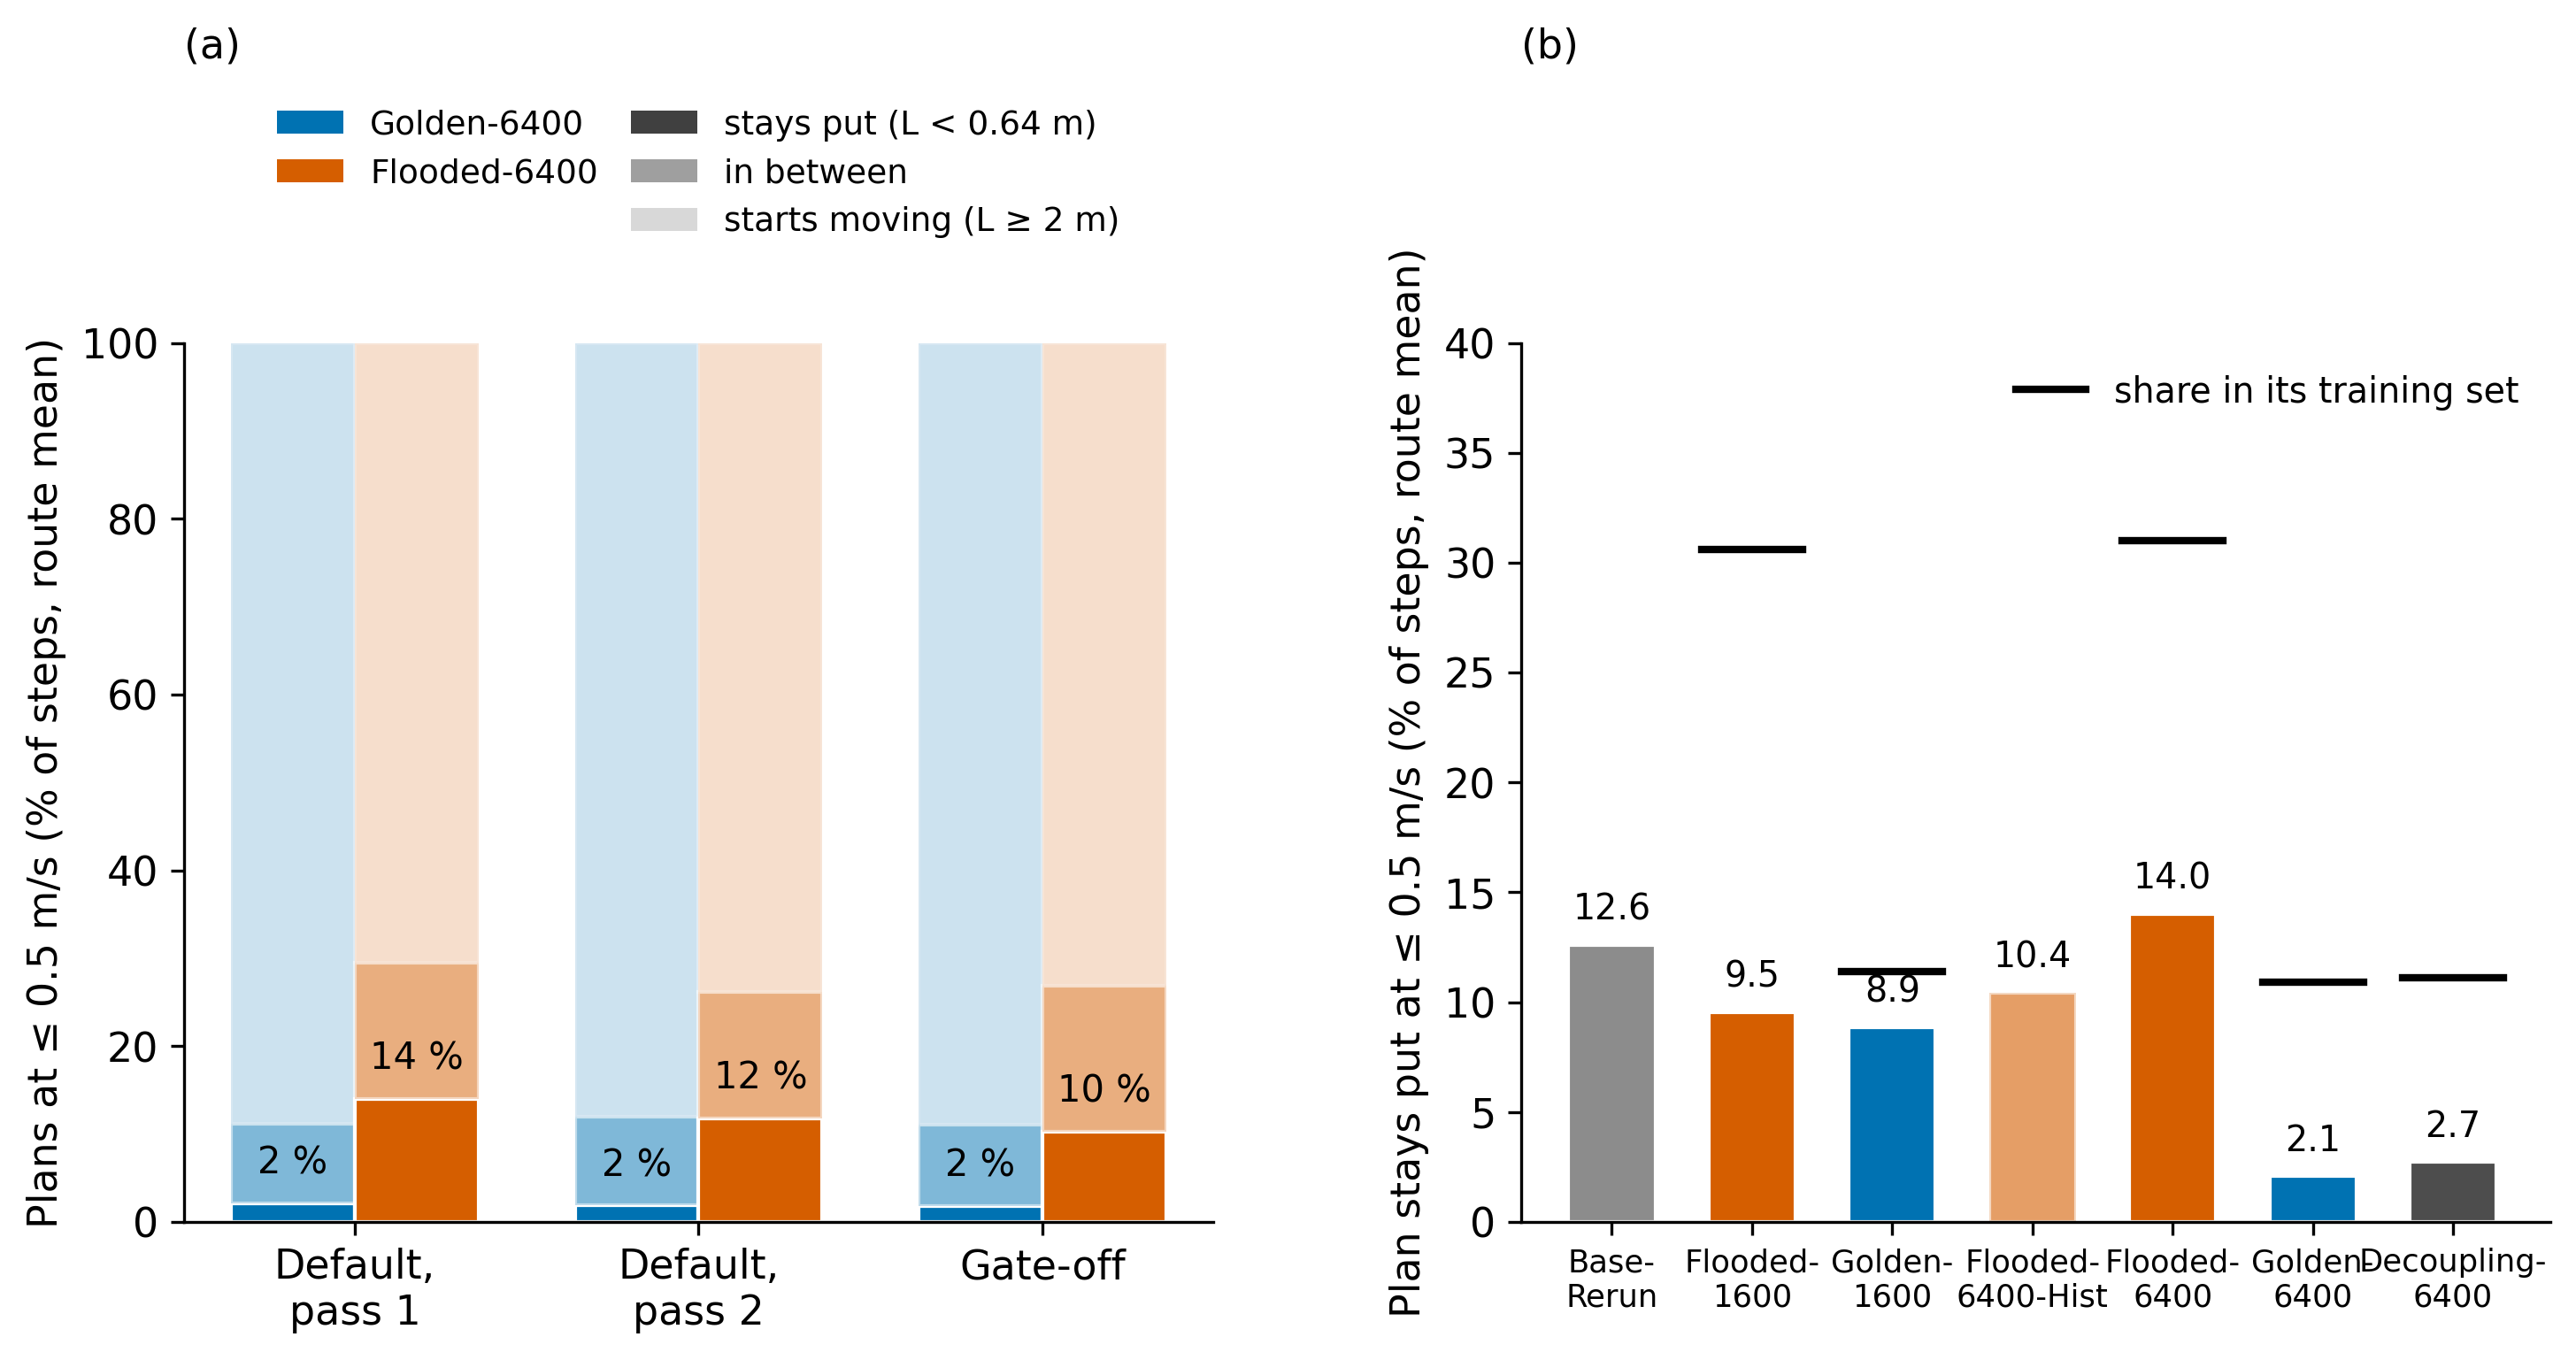 (a)
Golden-6400
Flooded-6400
stays put (L < 0.64 m)
in between
starts moving (L ≥ 2 m)
Plans at ≤ 0.5 m/s (% of steps, route mean)
100
80
60
40
20
0
2 %
14 %
2 %
12 %
2 %
10 %
Default,
pass 1
Default,
pass 2
Gate-off
(b)
Plan stays put at ≤ 0.5 m/s (% of steps, route mean)
40
35
30
25
20
15
10
5
0
share in its training set
12.6
9.5
8.9
10.4
14.0
2.1
2.7
Base-
Rerun
Flooded-
1600
Golden-
1600
Flooded-
6400-Hist
Flooded-
6400
Golden-
6400
Decoupling-
6400